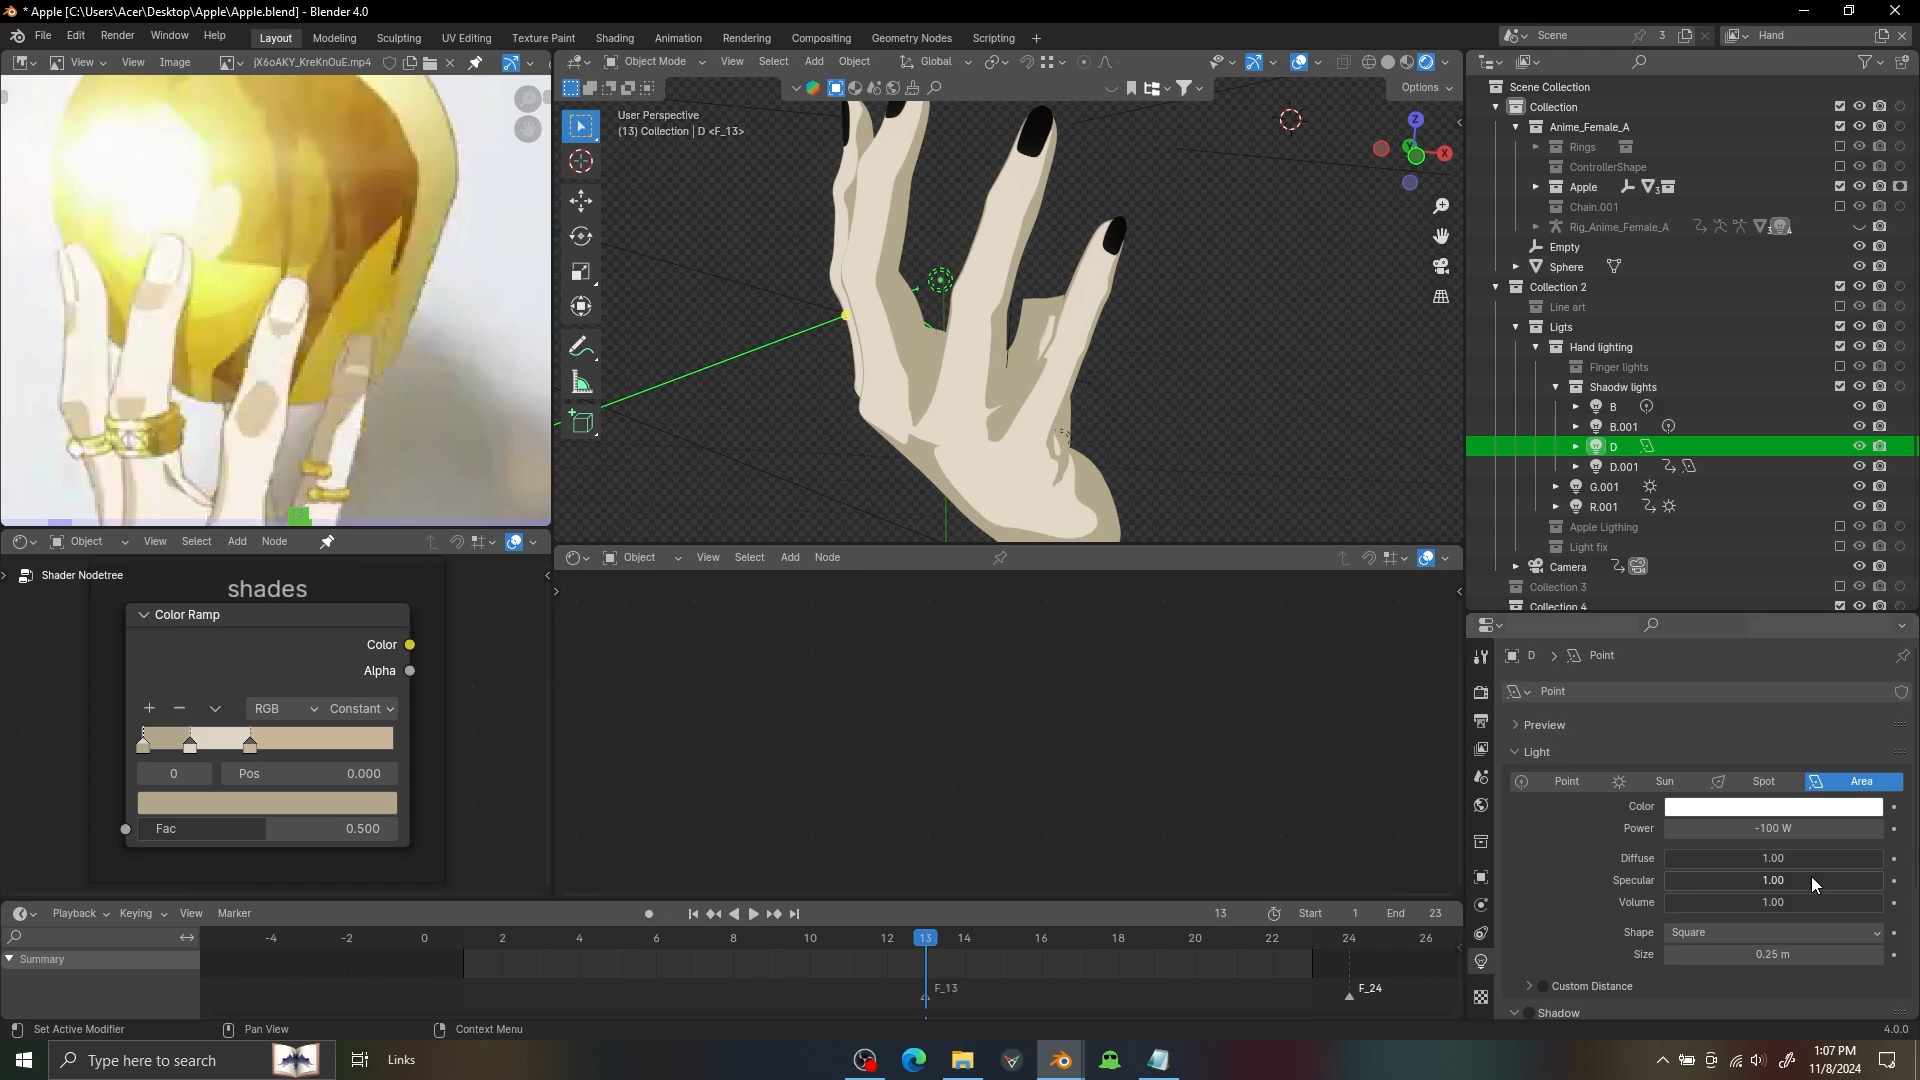 * Apple [C:\Users\Acer\Desktop\Apple\Apple.blend] - Blender 4.0
File Edit Render Window Help
Layout Modeling Sculpting UV Editing Texture Paint Shading Animation Rendering Compositing Geometry Nodes Scripting
Scene 3 Hand
View View Image jX6oAKY_KreKnOuE.mp4
Object Mode View Select Add Object Global
Options
User Perspective
(13) Collection | D <F_13>
Z
Y
X
13
Scene Collection
Collection
Anime_Female_A
Rings
ControllerShape
Apple 3
Chain.001
Rig_Anime_Female_A
Empty
Sphere
Collection 2
Line art
Ligts
Hand lighting
Finger lights
Shaodw lights
B
B.001
D
D.001
G.001
R.001
Apple Ligthing
Light fix
Camera
Collection 3
Collection 4
Object View Select Add Node
Shader Nodetree
shades
Color Ramp
Color
Alpha
RGB Constant
0 Pos 0.000
Fac 0.500
Object View Select Add Node
D > Point
Point
Preview
Light
Point Sun Spot Area
Color
Power -100 W
Diffuse 1.00
Specular 1.00
Volume 1.00
Shape Square
Size 0.25 m
Custom Distance
Shadow
Playback Keying View Marker
13 Start 1 End 23
-4 -2 0 2 4 6 8 10 12 13 14 16 18 20 22 24 26
Summary
F_13 F_24
Set Active Modifier Pan View Context Menu 4.0.0
Type here to search Links
1:07 PM
11/8/2024